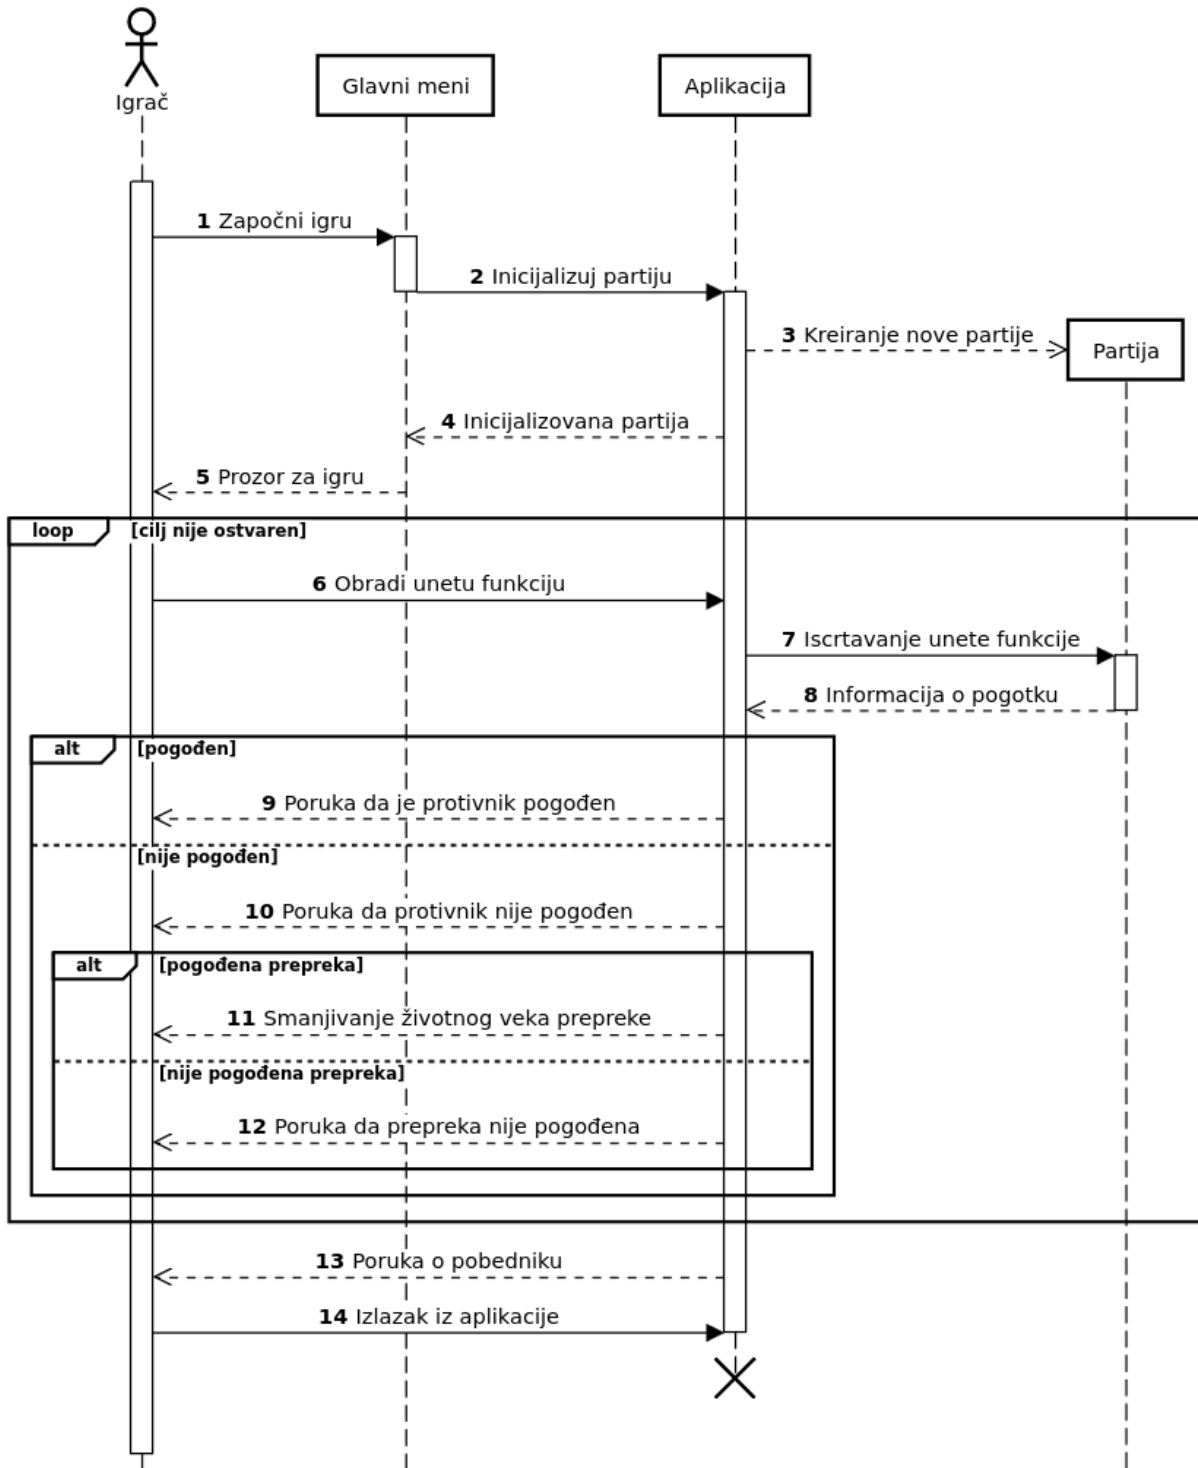 Igrač
Glavni meni
Aplikacija
1 Započni igru
2 Inicijalizuj partiju
3 Kreiranje nove partije
Partija
4 Inicijalizovana partija
5 Prozor za igru
loop [cilj nije ostvaren]
6 Obradi unetu funkciju
7 Iscrtavanje unete funkcije
8 Informacija o pogotku
alt [pogođen]
9 Poruka da je protivnik pogođen
[nije pogođen]
10 Poruka da protivnik nije pogođen
alt [pogođena prepreka]
11 Smanjivanje životnog veka prepreke
[nije pogođena prepreka]
12 Poruka da prepreka nije pogođena
13 Poruka o pobedniku
14 Izlazak iz aplikacije